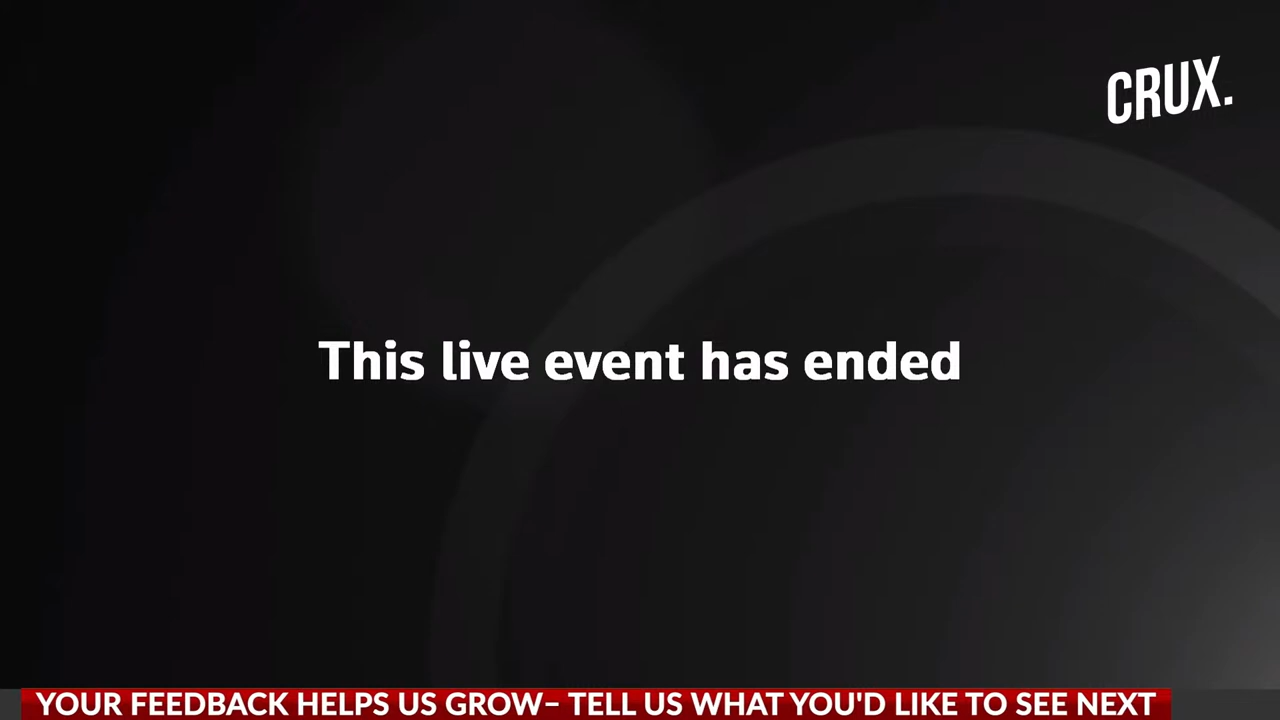 CRUX.
This live event has ended
YOUR FEEDBACK HELPS US GROW– TELL US WHAT YOU'D LIKE TO SEE NEXT